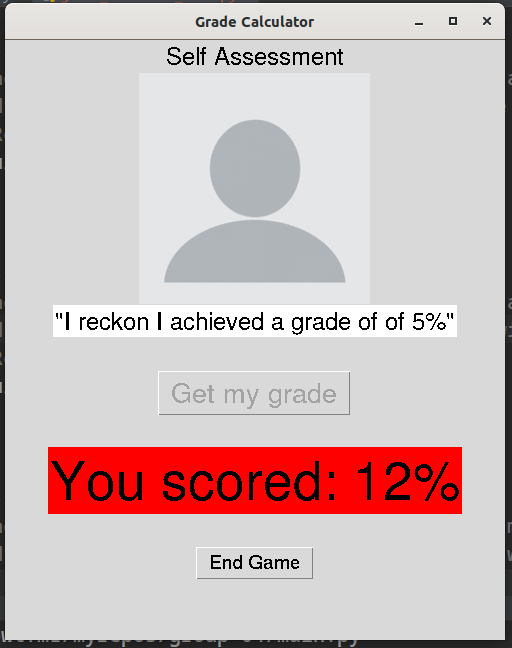 Grade Calculator
Self Assessment
"I reckon I achieved a grade of of 5%"
Get my grade
You scored: 12%
End Game